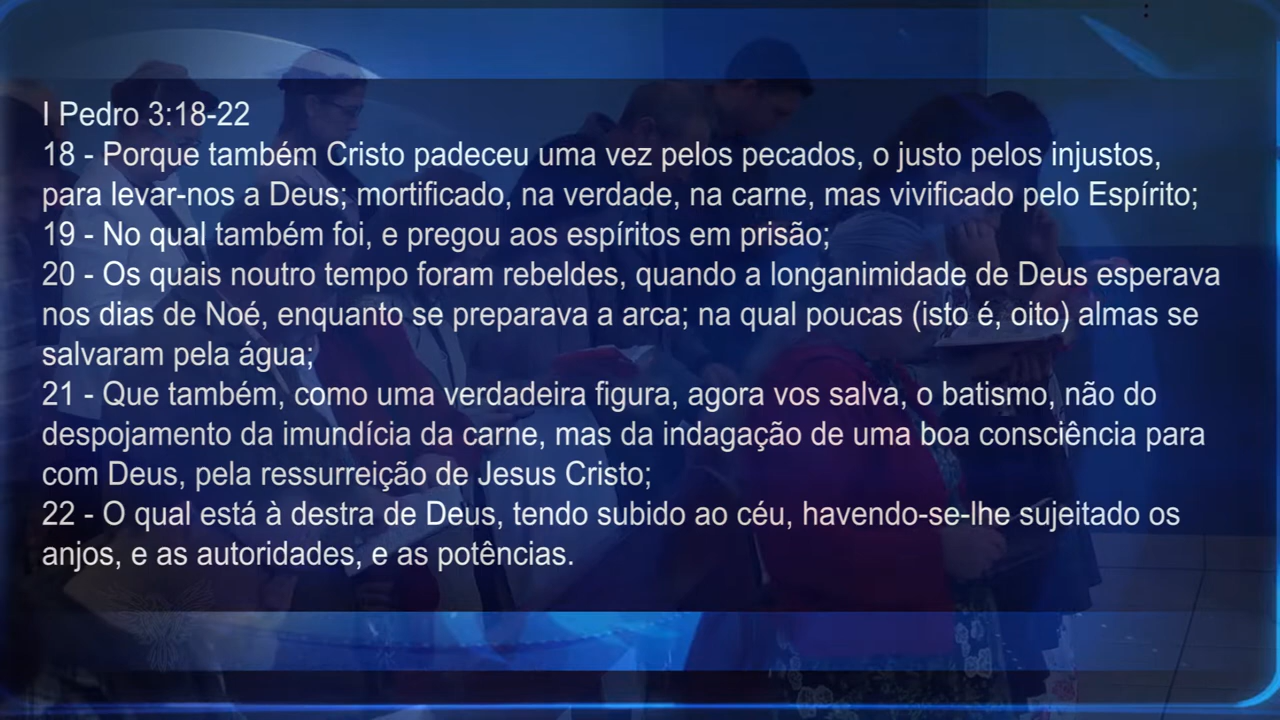 I Pedro 3:18-22
18 - Porque também Cristo padeceu uma vez pelos pecados, o justo pelos injustos,
para levar-nos a Deus; mortificado, na verdade, na carne, mas vivificado pelo Espírito;
19 - No qual também foi, e pregou aos espíritos em prisão;
20 - Os quais noutro tempo foram rebeldes, quando a longanimidade de Deus esperava
nos dias de Noé, enquanto se preparava a arca; na qual poucas (isto é, oito) almas se
salvaram pela água;
21 - Que também, como uma verdadeira figura, agora vos salva, o batismo, não do
despojamento da imundícia da carne, mas da indagação de uma boa consciência para
com Deus, pela ressurreição de Jesus Cristo;
22 - O qual está à destra de Deus, tendo subido ao céu, havendo-se-lhe sujeitado os
anjos, e as autoridades, e as potências.